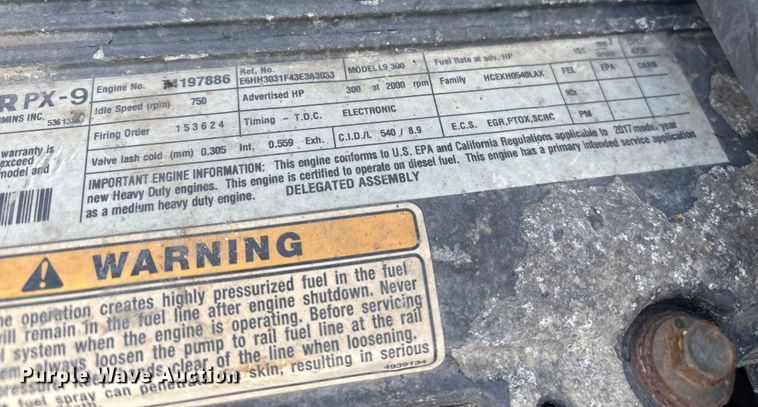 R PX-9
MMINS INC. 
warranty is
exceed
model and
Engine No. 74197886
Idle Speed (rpm) 750
Firing Order 153624
Valve lash cold (mm) 0.305 Int. 0.559 Exh.
Ref. No.
E6HH3031F43E3A3033
MODEL L9 300
Advertised HP 300 at 2000 rpm
Timing - T.D.C. ELECTRONIC
C.I.D./L 540 / 8.9
Fuel Rate at adv. HP 151
Family HCEXH0540LAX
FEL EPA CARB
NOx
PM
E.C.S. EGR,PTOX,SCRC
IMPORTANT ENGINE INFORMATION: This engine conforms to U.S. EPA and California Regulations applicable to 2017 model year
new Heavy Duty engines. This engine is certified to operate on diesel fuel. This engine has a primary intended service application
as a medium heavy duty engine. DELEGATED ASSEMBLY
WARNING
operation creates highly pressurized fuel in the fuel
will remain in the fuel line after engine shutdown. Never
system when the engine is operating. Before servicing
always loosen the pump to rail fuel line at the rail
clear of the line when loosening.
fuel spray can penetrate skin, resulting in serious
4939134
Purple Wave Auction